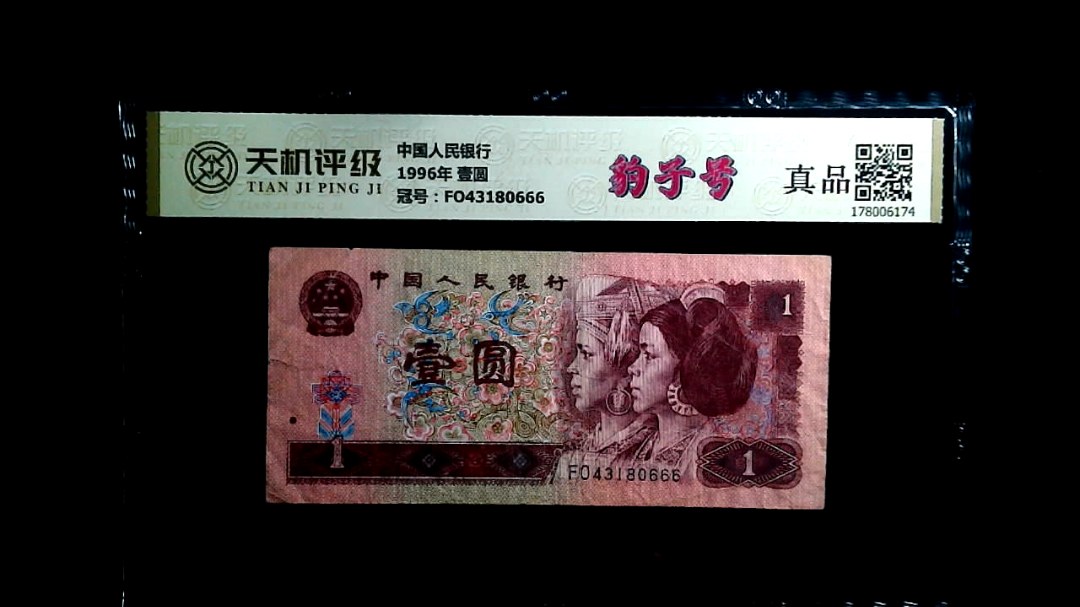 天机评级
TIAN JI PING JI
中国人民银行
1996年 壹圆
冠号：FO43180666
豹子号
真品
178006174
中国人民银行
1
壹圆
1
FO43180666
1